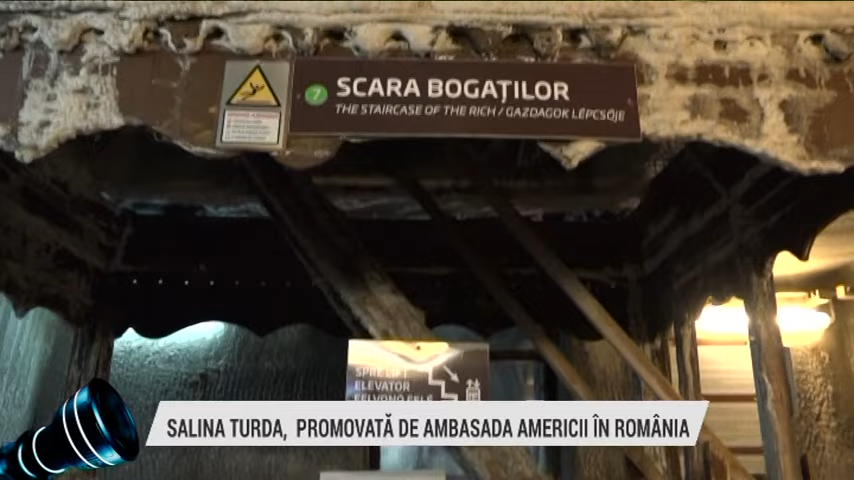 SCARA BOGAȚILOR
7
THE STAIRCASE OF THE RICH / GAZDAGOK LÉPCSŐJE
SPRE LIFT
ELEVATOR
FELVONÓ FELÉ
SALINA TURDA, PROMOVATĂ DE AMBASADA AMERICII ÎN ROMÂNIA